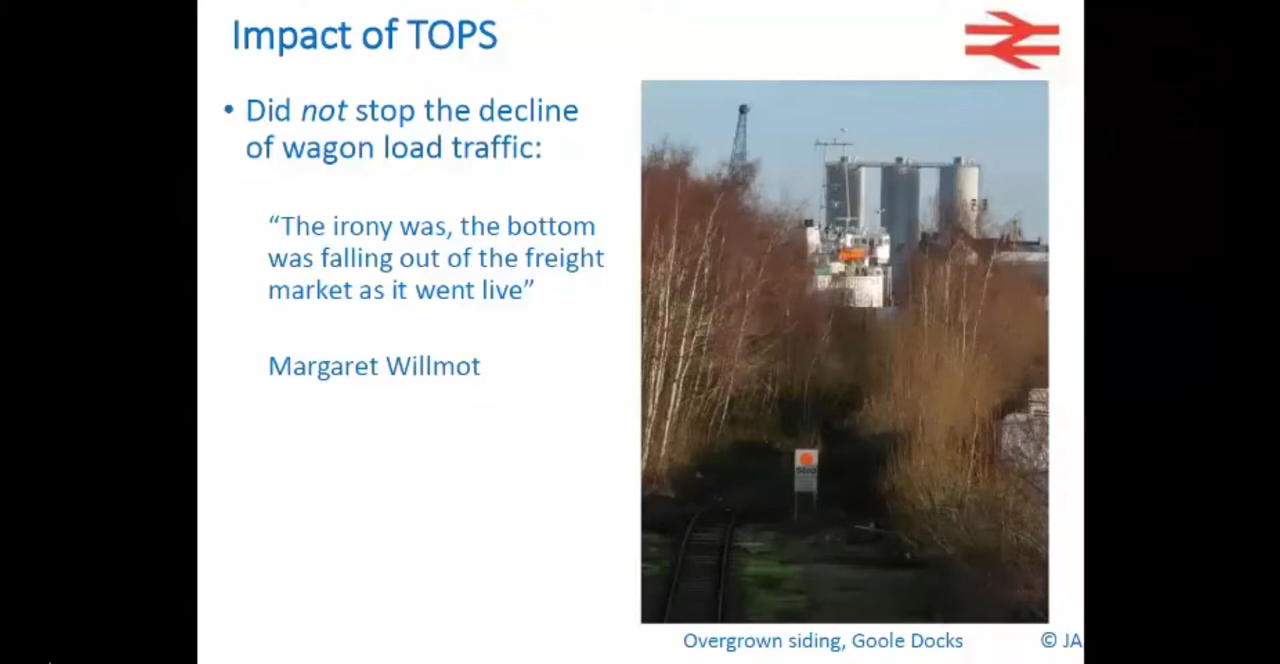 Impact of TOPS
• Did not stop the decline
of wagon load traffic:
“The irony was, the bottom
was falling out of the freight
market as it went live”
Margaret Willmot
Stop
Overgrown siding, Goole Docks
© JA